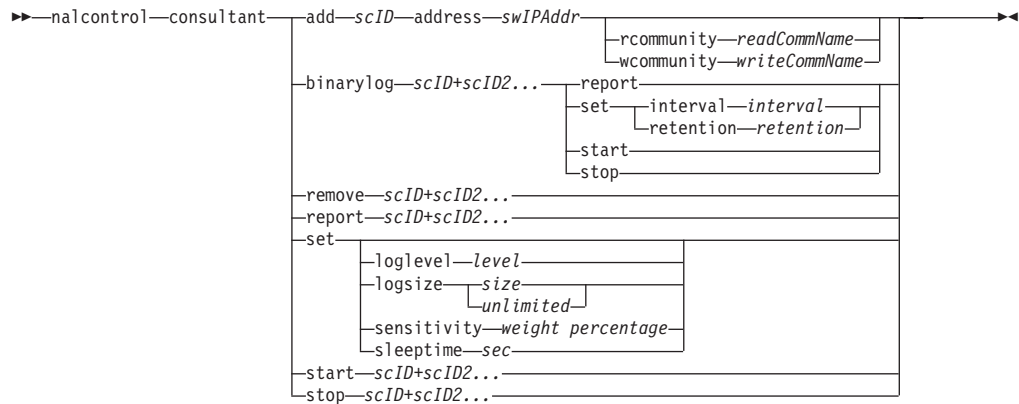 nalcontrol consultant add scID address swIPAddr
rcommunity readCommName
wcommunity writeCommName
binarylog scID+scID2... report
set interval interval
retention retention
start
stop
remove scID+scID2...
report scID+scID2...
set
loglevel level
logsize size
unlimited
sensitivity weight percentage
sleeptime sec
start scID+scID2...
stop scID+scID2...